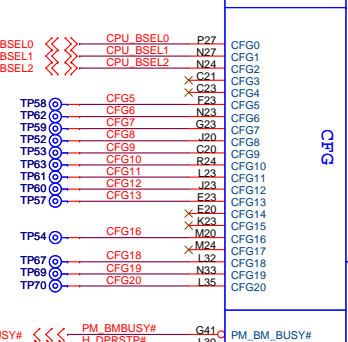 BSEL0 CPU_BSEL0 P27 CFG0
BSEL1 CPU_BSEL1 N27 CFG1
BSEL2 CPU_BSEL2 N24 CFG2
C21 CFG3
C23 CFG4
TP58 CFG5 F23 CFG5
TP62 CFG6 N23 CFG6
TP59 CFG7 G23 CFG7
TP52 CFG8 J20 CFG8
TP53 CFG9 C20 CFG9
TP63 CFG10 R24 CFG10
TP61 CFG11 L23 CFG11
TP60 CFG12 J23 CFG12
TP57 CFG13 E23 CFG13
E20 CFG14
K23 CFG15
TP54 CFG16 M20 CFG16
M24 CFG17
TP67 CFG18 L32 CFG18
TP69 CFG19 N33 CFG19
TP70 CFG20 L35 CFG20
CFG
USY# PM_BMBUSY# G41 PM_BM_BUSY#
H_DPRSTP# L39